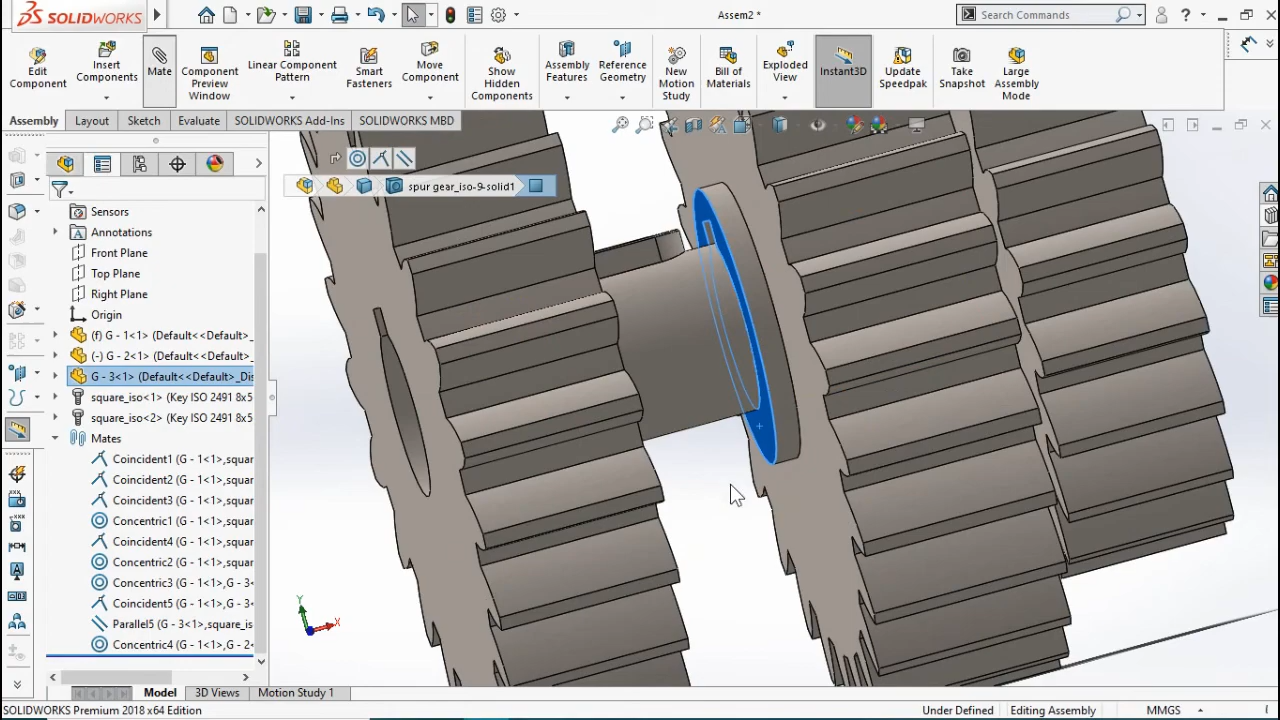 SOLIDWORKS
Assem2 *
Search Commands
?
Edit
Component
Insert
Components
Mate
Component
Preview
Window
Linear Component
Pattern
Smart
Fasteners
Move
Component
Show
Hidden
Components
Assembly
Features
Reference
Geometry
New
Motion
Study
Bill of
Materials
Exploded
View
Instant3D
Update
Speedpak
Take
Snapshot
Large
Assembly
Mode
Assembly
Layout
Sketch
Evaluate
SOLIDWORKS Add-Ins
SOLIDWORKS MBD
spur gear_iso-9-solid1
Sensors
Annotations
Front Plane
Top Plane
Right Plane
Origin
(f) G - 1<1> (Default<<Default>_
(-) G - 2<1> (Default<<Default>_
G - 3<1> (Default<<Default>_Dis
square_iso<1> (Key ISO 2491 8x5
square_iso<2> (Key ISO 2491 8x5
Mates
Coincident1 (G - 1<1>,squar
Coincident2 (G - 1<1>,squar
Coincident3 (G - 1<1>,squar
Concentric1 (G - 1<1>,squar
Coincident4 (G - 1<1>,squar
Concentric2 (G - 1<1>,squar
Concentric3 (G - 1<1>,G - 3<
Coincident5 (G - 1<1>,G - 3<
Parallel5 (G - 3<1>,square_is
Concentric4 (G - 1<1>,G - 2<
Y
X
Model
3D Views
Motion Study 1
SOLIDWORKS Premium 2018 x64 Edition
Under Defined
Editing Assembly
MMGS